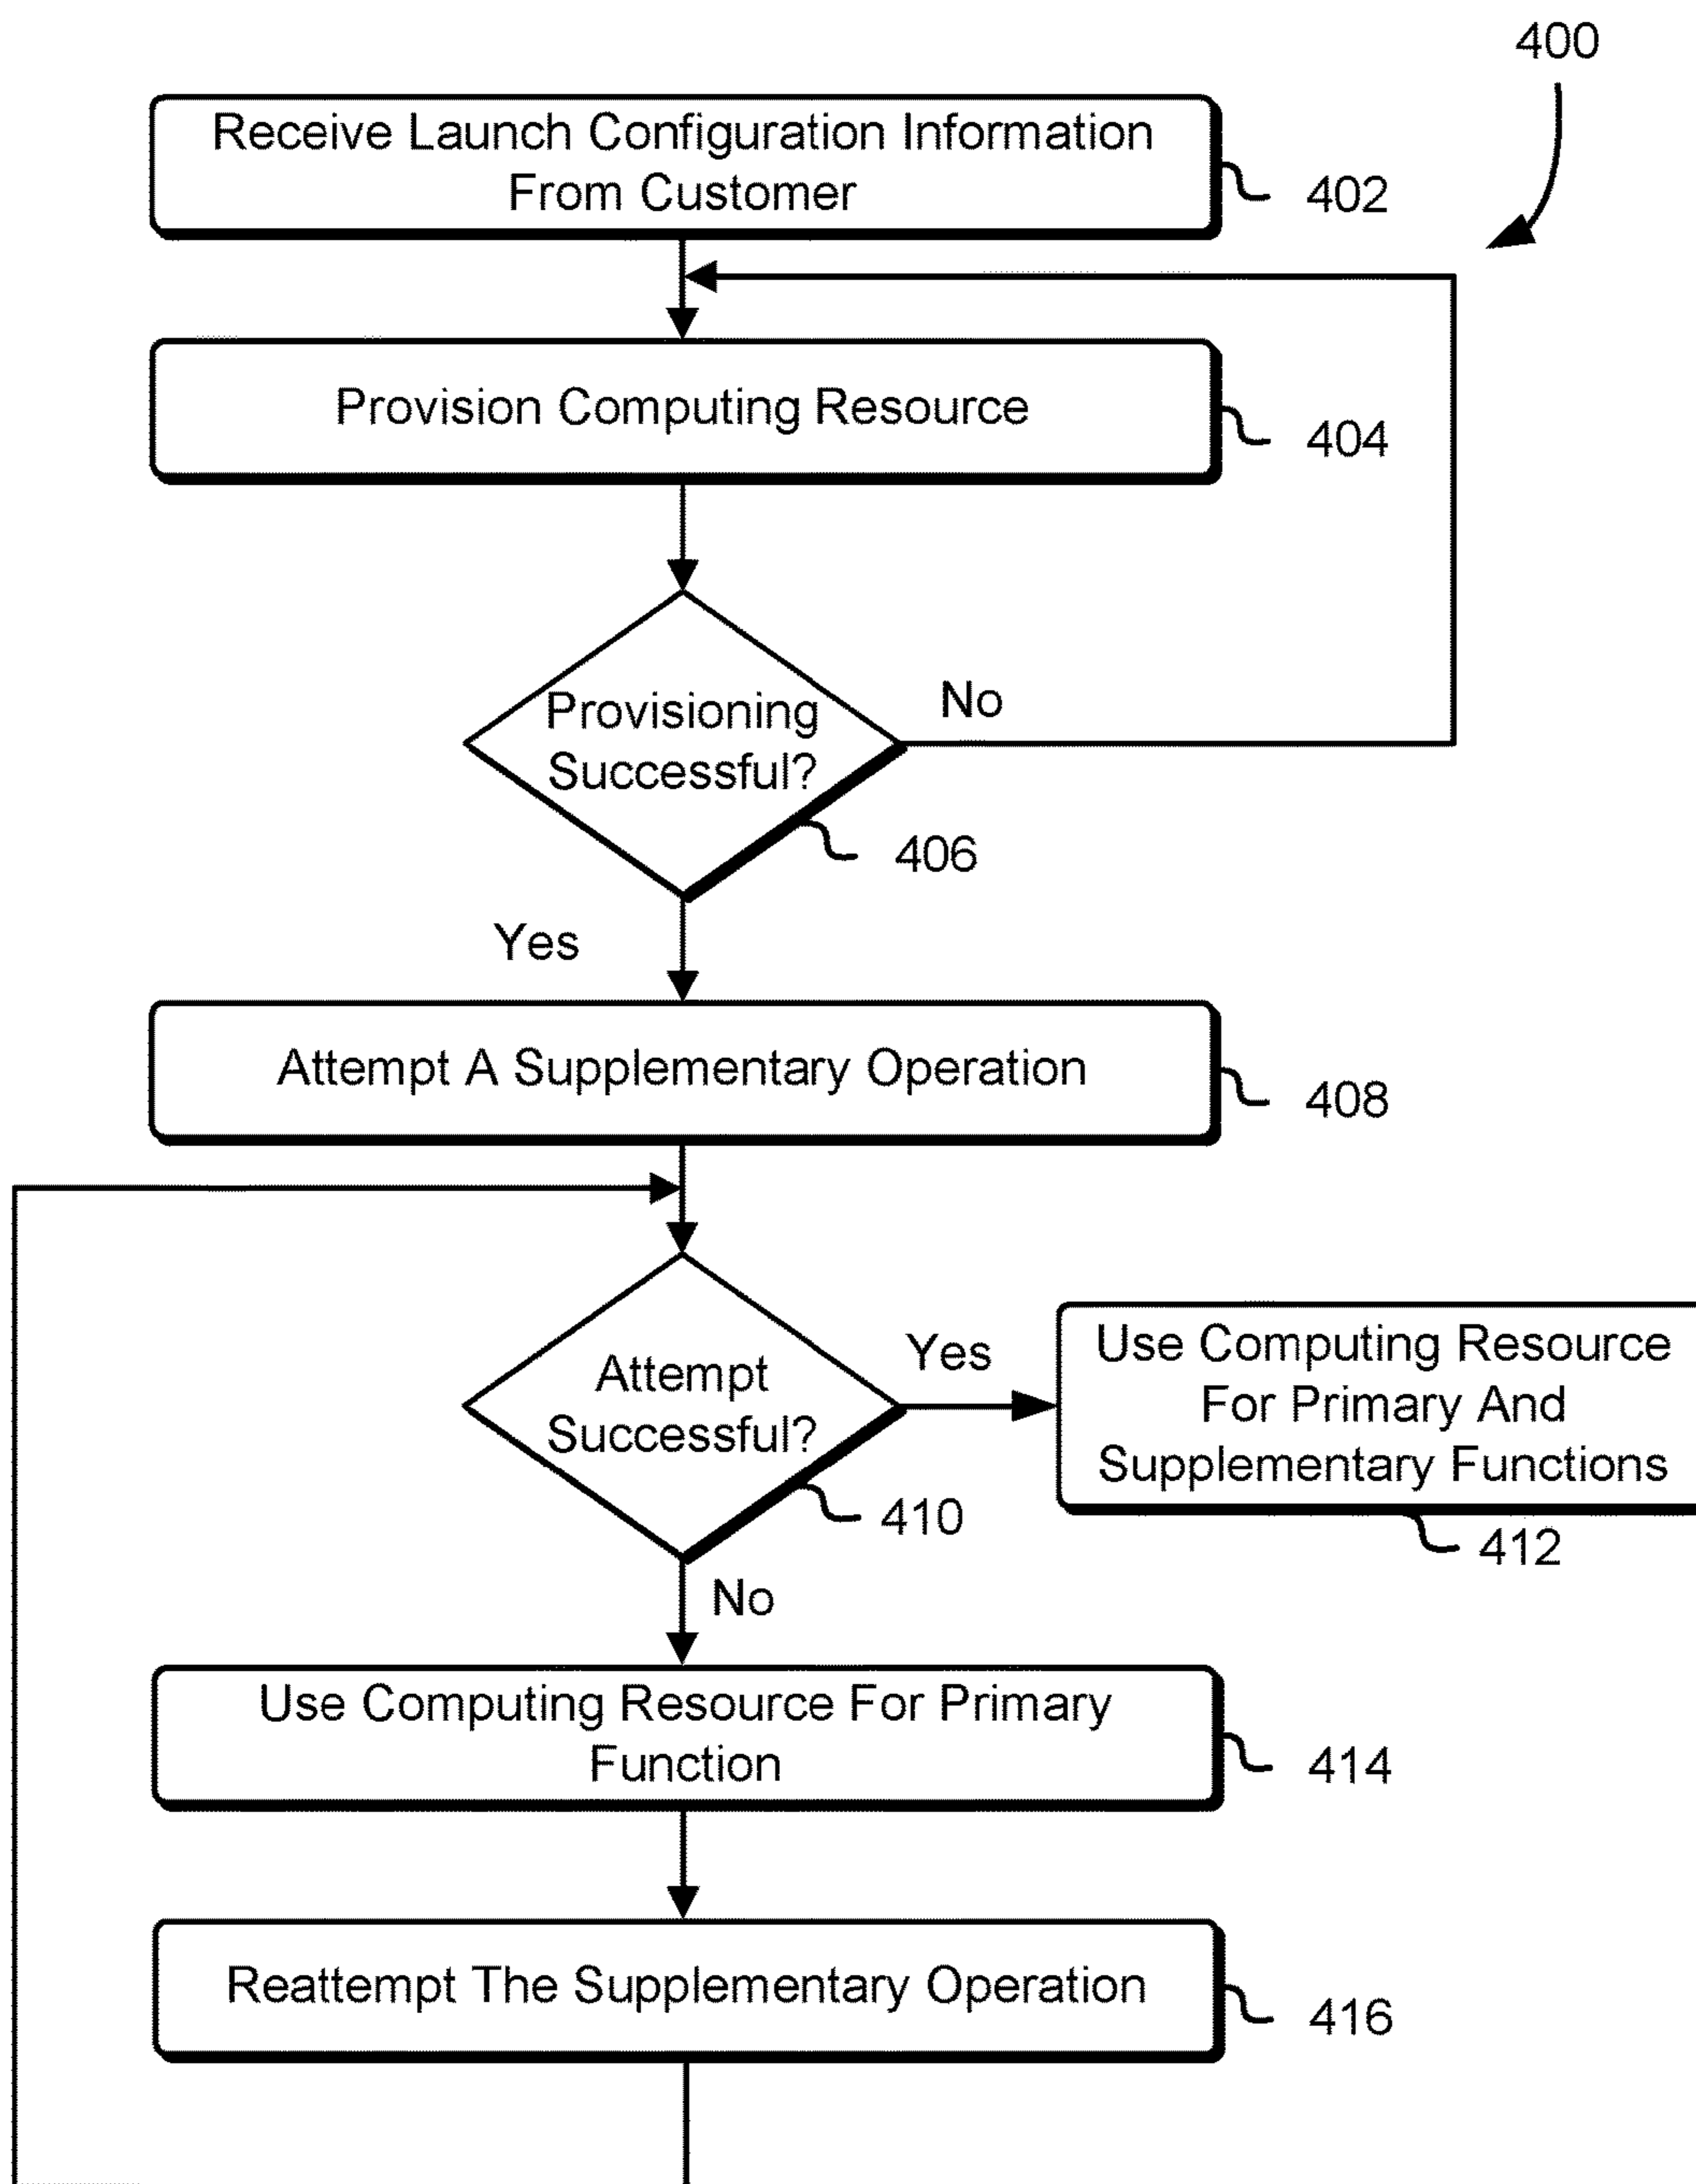 400
Receive Launch Configuration Information
From Customer
402
Provision Computing Resource
404
Provisioning
Successful?
No
406
Yes
Attempt A Supplementary Operation
408
Attempt
Successful?
Yes
410
Use Computing Resource
For Primary And
Supplementary Functions
412
No
Use Computing Resource For Primary
Function
414
Reattempt The Supplementary Operation
416